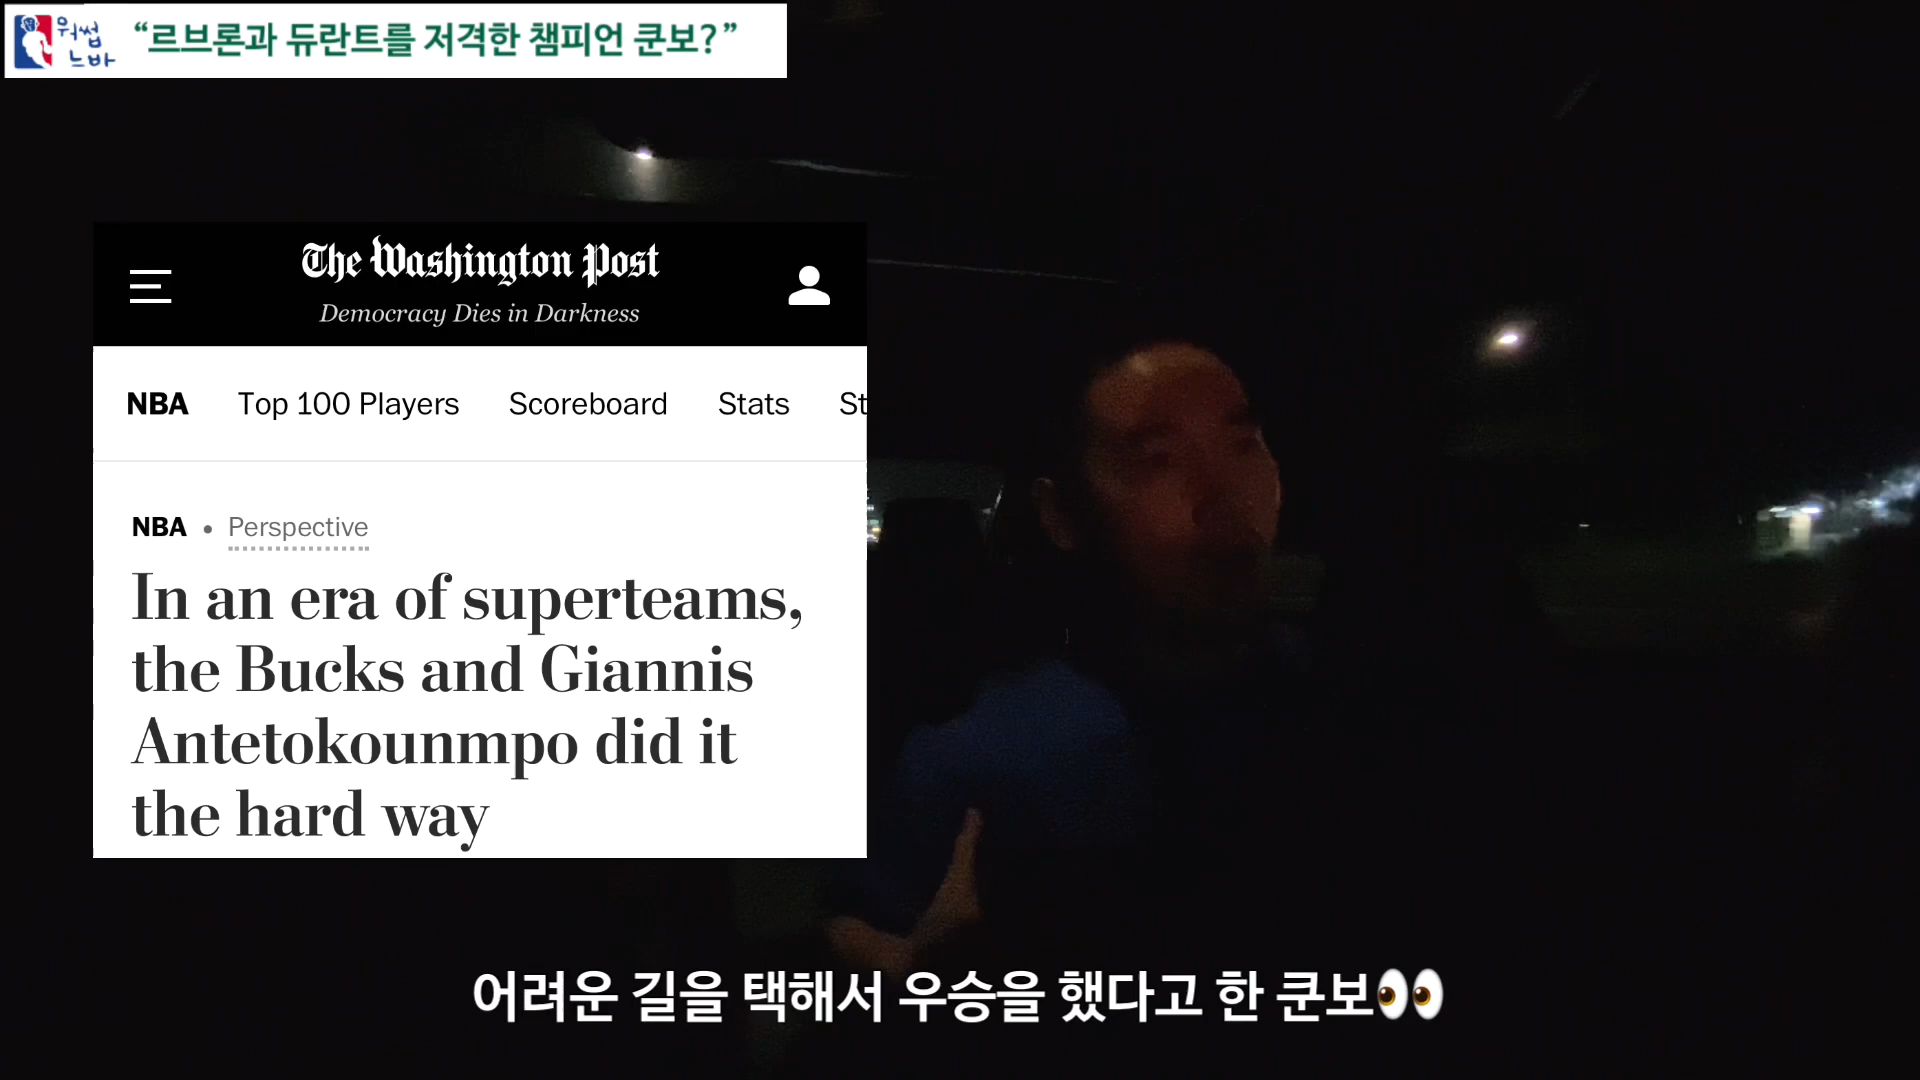 워썹
느바
“르브론과 듀란트를 저격한 챔피언 쿤보?”
The Washington Post
Democracy Dies in Darkness
NBA Top 100 Players Scoreboard Stats St
NBA • Perspective
In an era of superteams,
the Bucks and Giannis
Antetokounmpo did it
the hard way
어려운 길을 택해서 우승을 했다고 한 쿤보👀